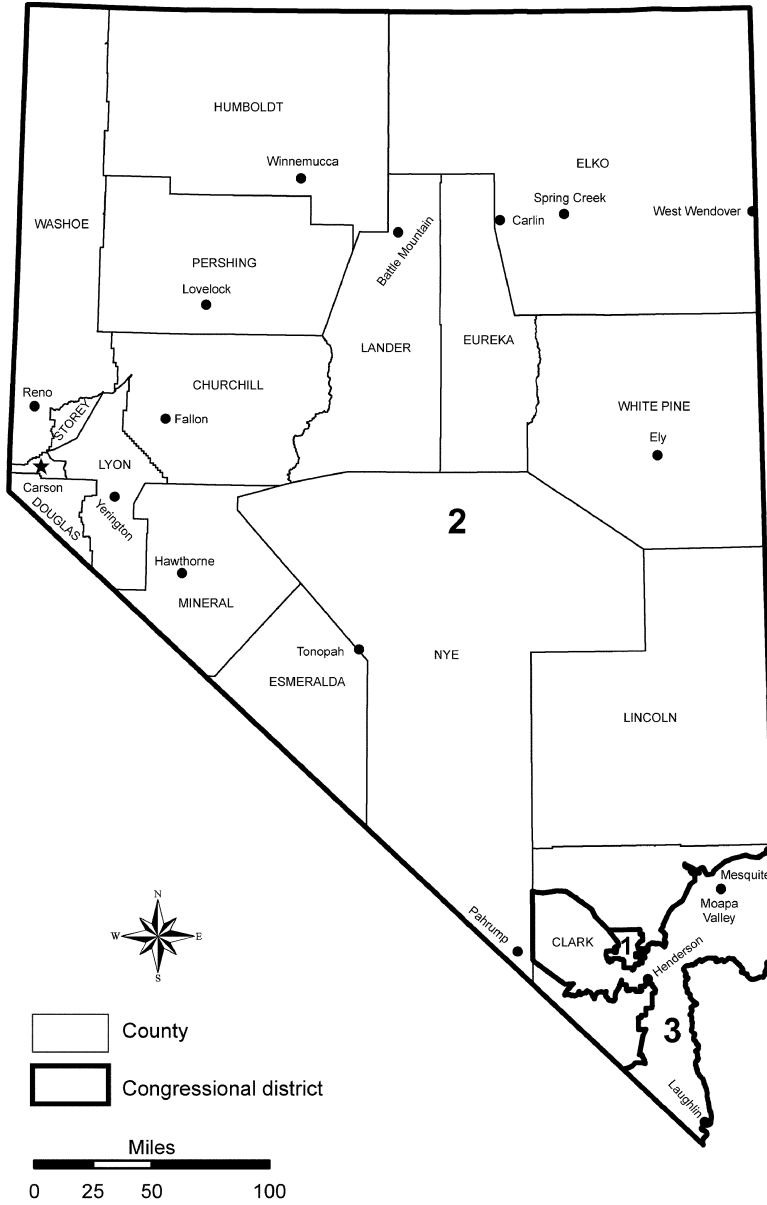 HUMBOLDT
Winnemucca
ELKO
Spring Creek
West Wendover
Carlin
WASHOE
Battle Mountain
PERSHING
Lovelock
LANDER
EUREKA
CHURCHILL
Reno
STOREY
Fallon
WHITE PINE
Ely
LYON
Carson
DOUGLAS
Yerington
2
Hawthorne
MINERAL
Tonopah
NYE
ESMERALDA
LINCOLN
Mesquite
Moapa
Valley
N
W
E
S
Pahrump
CLARK
1
Henderson
3
County
Congressional district
Laughlin
Miles
0 25 50 100